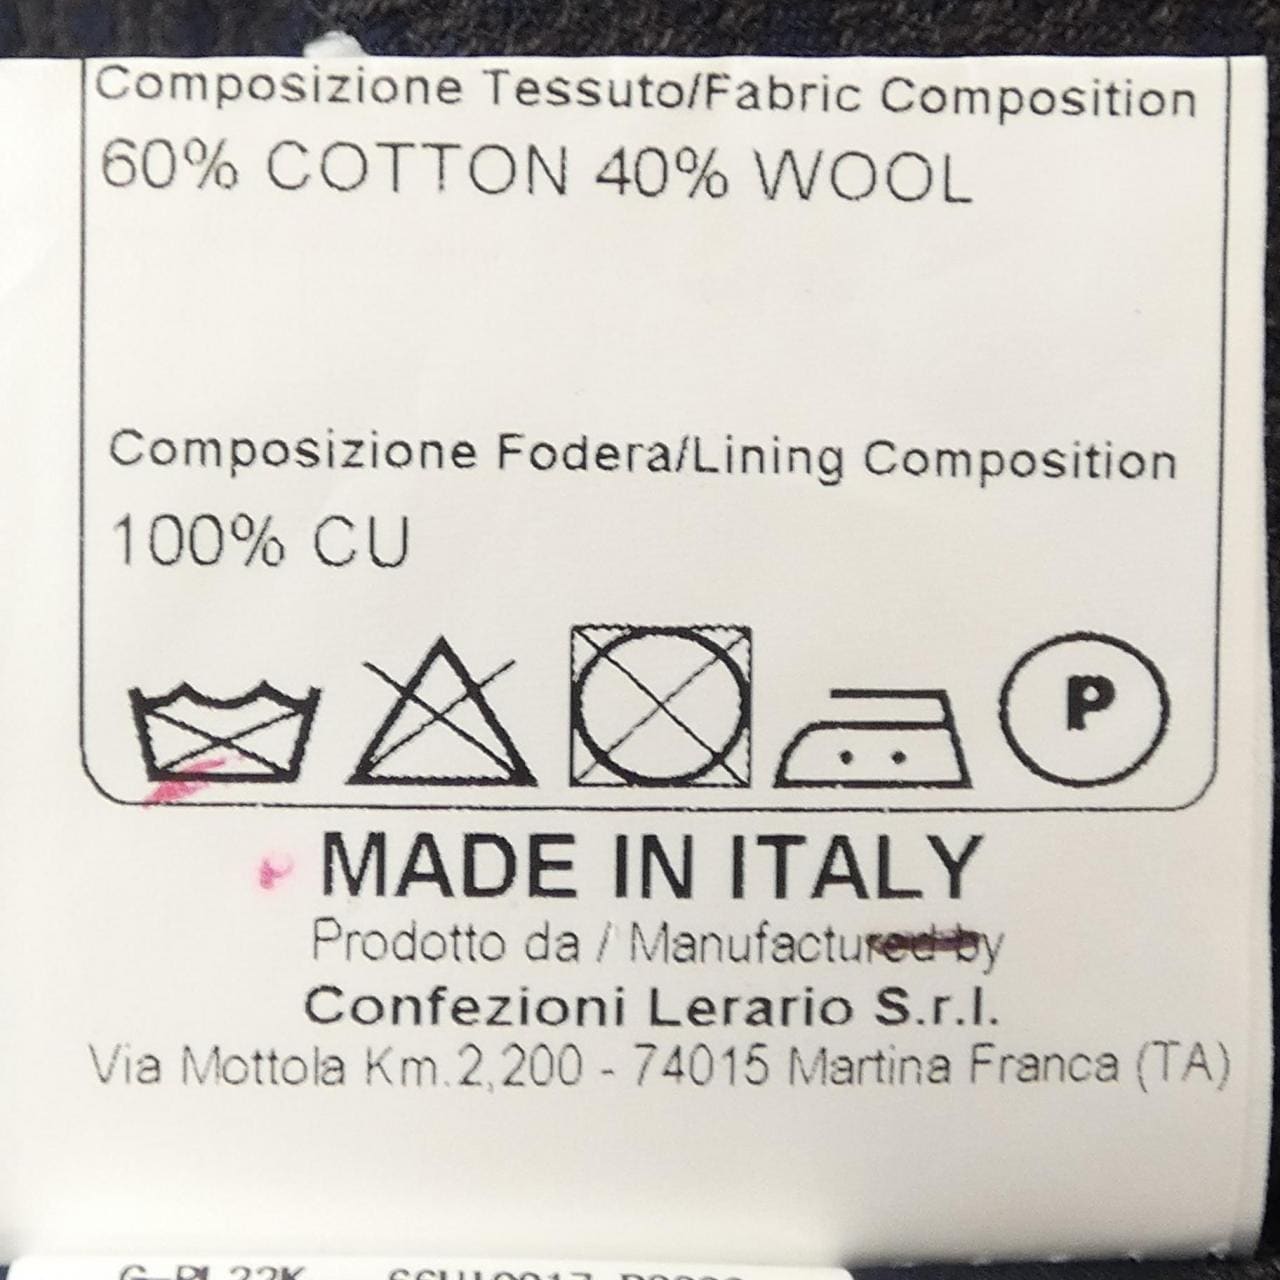 Composizione Tessuto/Fabric Composition
60% COTTON 40% WOOL
Composizione Fodera/Lining Composition
100% CU
P
MADE IN ITALY
Prodotto da / Manufactured by
Confezioni Lerario S.r.l.
Via Mottola Km.2,200 - 74015 Martina Franca (TA)